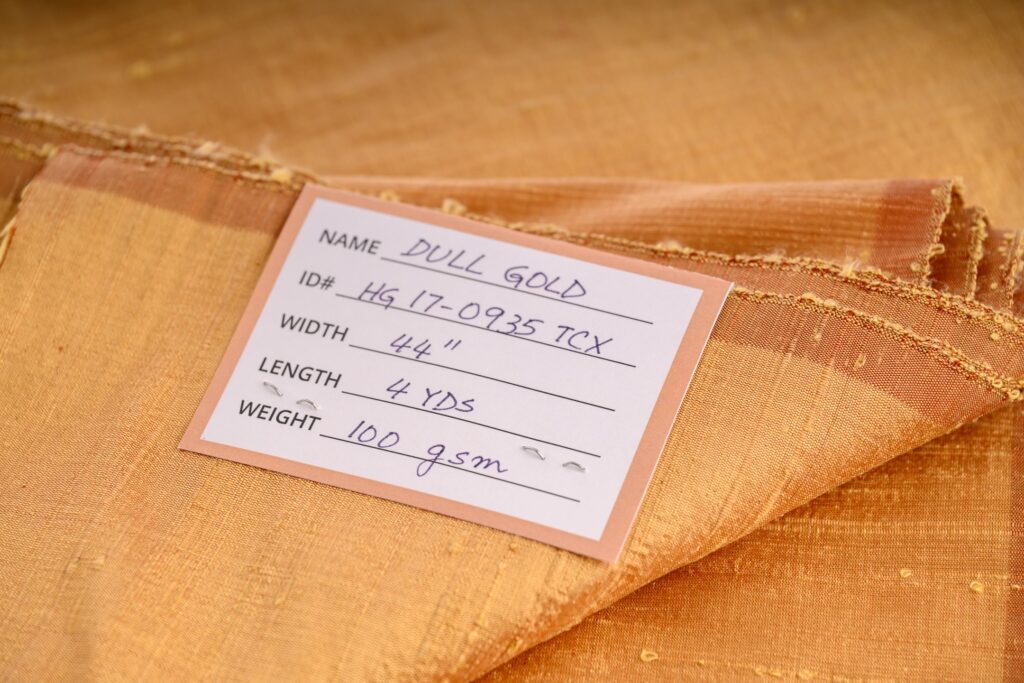 NAME DULL GOLD
ID# HG 17-0935 TCX
WIDTH 44"
LENGTH 4 YDS
WEIGHT 100 gsm